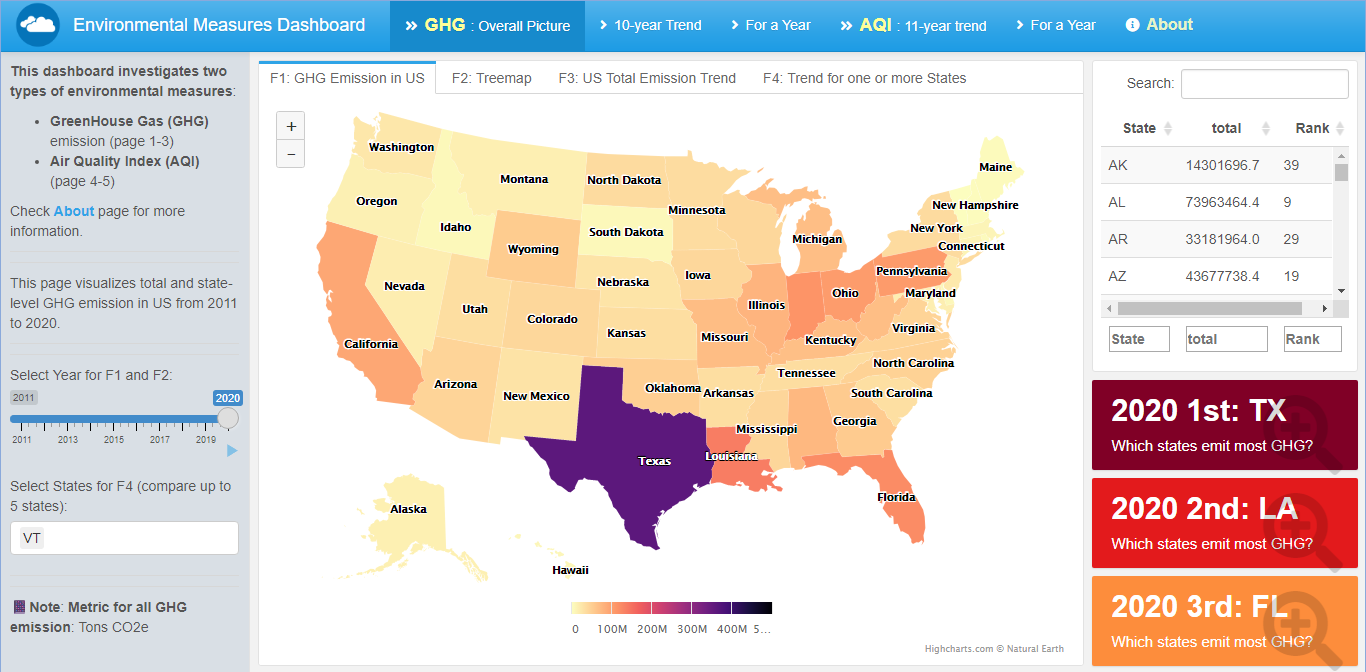 Environmental Measures Dashboard
» GHG : Overall Picture
> 10-year Trend
> For a Year
» AQI : 11-year trend
> For a Year
About
This dashboard investigates two
types of environmental measures:
• GreenHouse Gas (GHG)
emission (page 1-3)
• Air Quality Index (AQI)
(page 4-5)
Check About page for more
information.
This page visualizes total and state-
level GHG emission in US from 2011
to 2020.
Select Year for F1 and F2:
2011
2020
2011 2013 2015 2017 2019
Select States for F4 (compare up to
5 states):
VT
Note: Metric for all GHG
emission: Tons CO2e
F1: GHG Emission in US
F2: Treemap
F3: US Total Emission Trend
F4: Trend for one or more States
+
−
Washington
Montana
North Dakota
Minnesota
Maine
Oregon
Idaho
Wyoming
South Dakota
Michigan
New Hampshire
New York
Connecticut
Nevada
Utah
Colorado
Nebraska
Iowa
Illinois
Ohio
Pennsylvania
Maryland
California
Kansas
Missouri
Kentucky
Virginia
Arizona
New Mexico
Oklahoma
Arkansas
Tennessee
North Carolina
South Carolina
Texas
Louisiana
Mississippi
Georgia
Florida
Alaska
Hawaii
0 100M 200M 300M 400M 5...
Highcharts.com © Natural Earth
Search:
State total Rank
AK 14301696.7 39
AL 73963464.4 9
AR 33181964.0 29
AZ 43677738.4 19
State total Rank
2020 1st: TX
Which states emit most GHG?
2020 2nd: LA
Which states emit most GHG?
2020 3rd: FL
Which states emit most GHG?